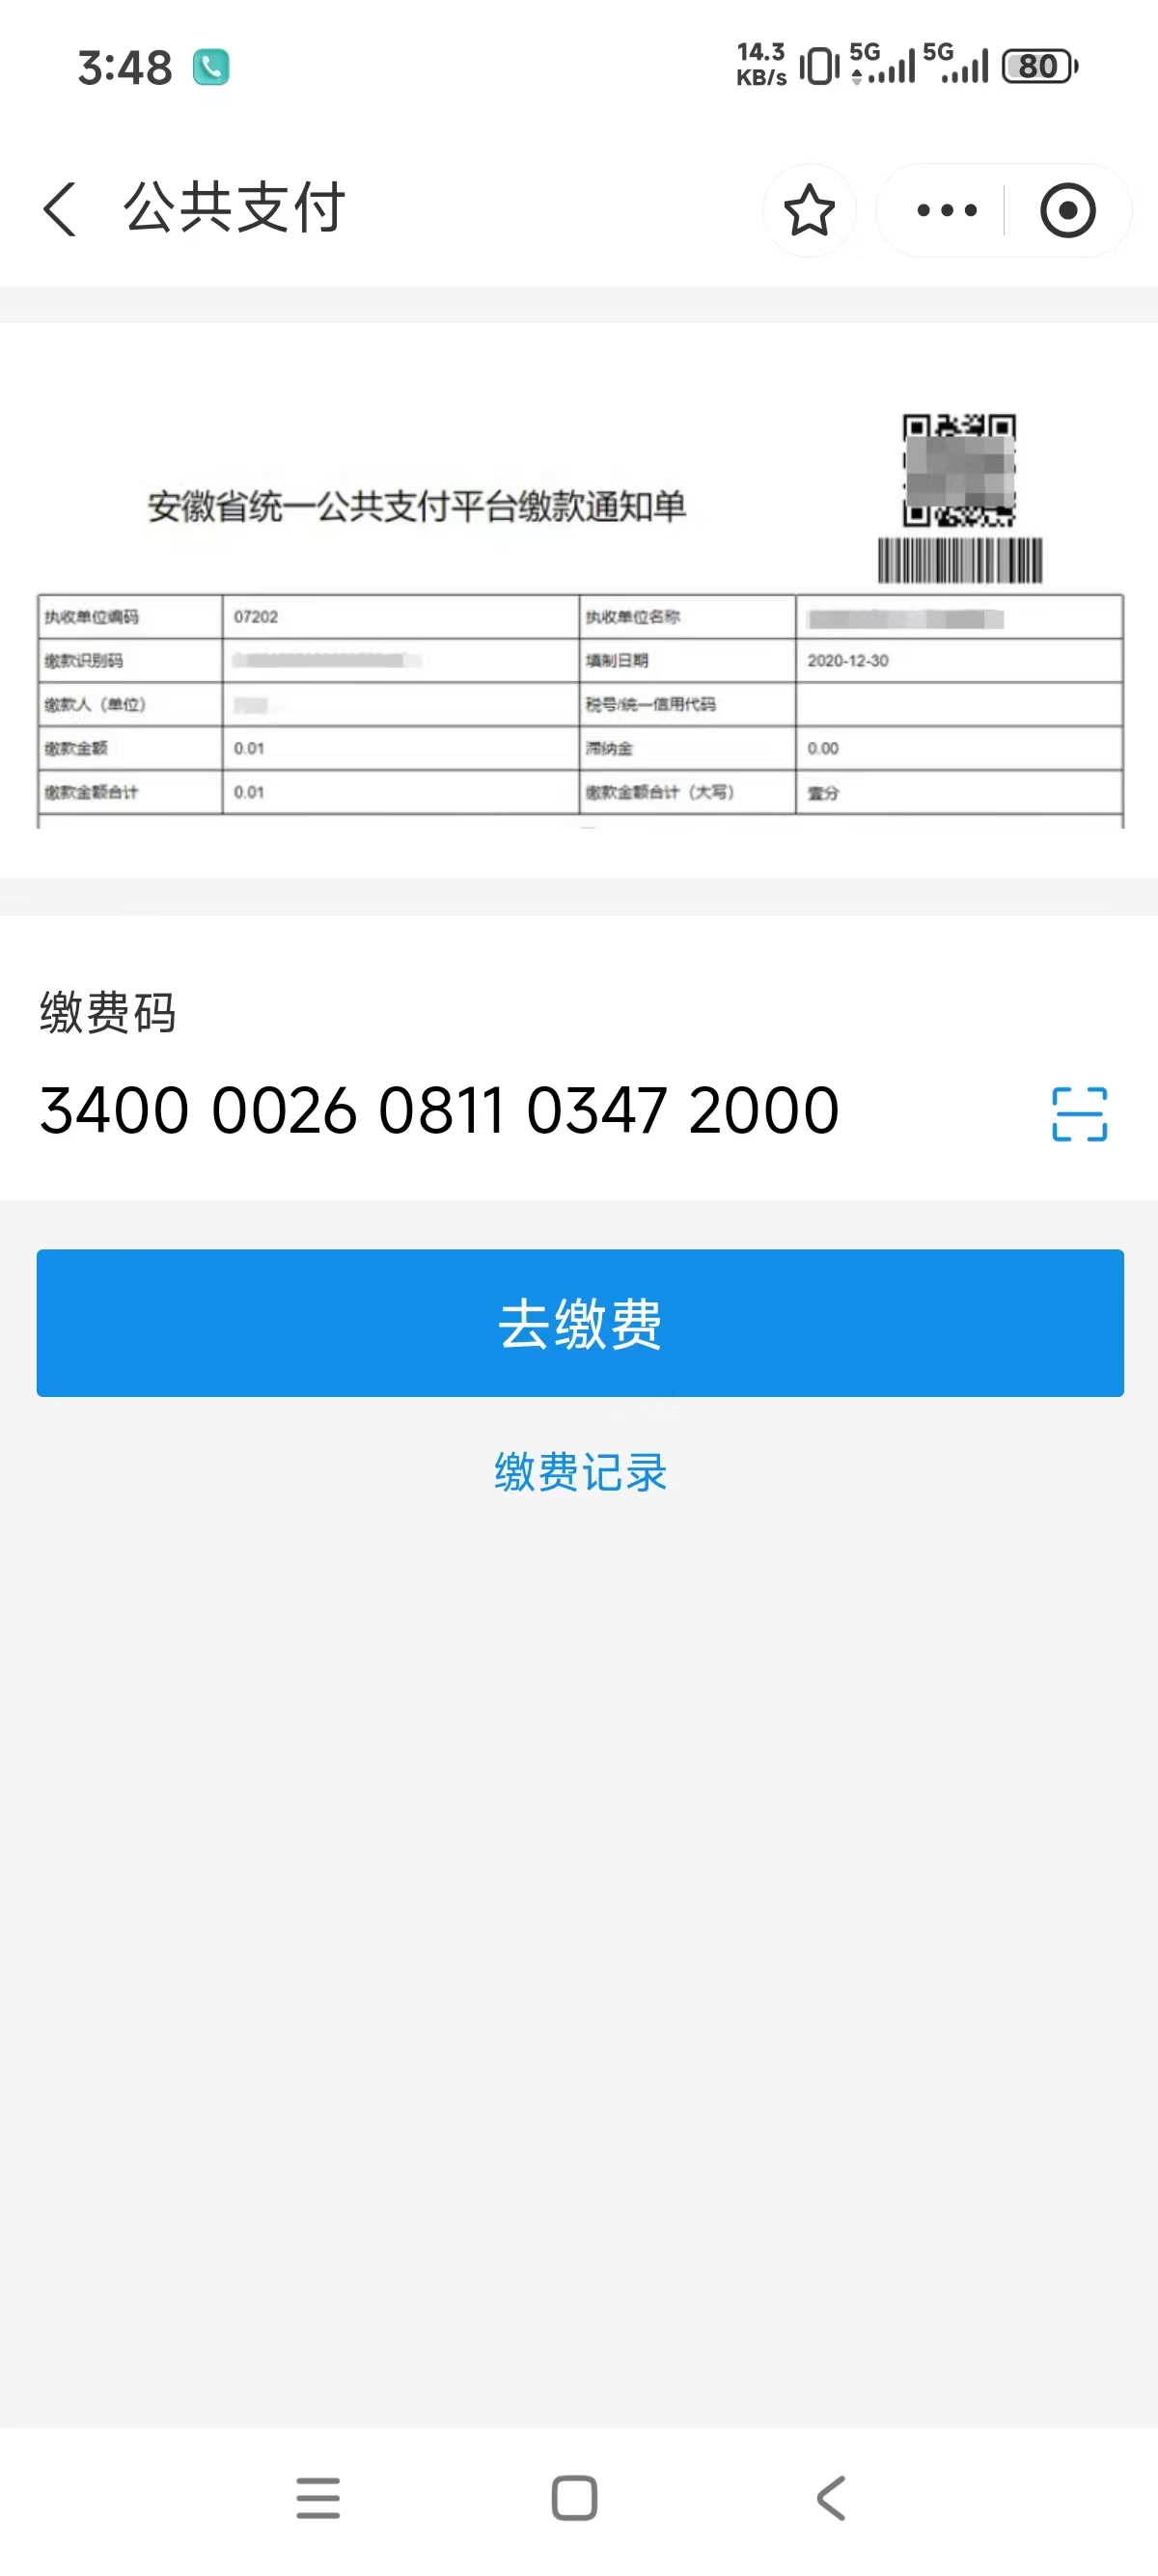 3:48 14.3 KB/s 5G 5G 80
公共支付
安徽省统一公共支付平台缴款通知单
执收单位编码 07202 执收单位名称
缴款识别码 填制日期 2020-12-30
缴款人（单位） 税号/统一信用代码
缴款金额 0.01 滞纳金 0.00
缴款金额合计 0.01 缴款金额合计（大写） 壹分
缴费码
3400 0026 0811 0347 2000
去缴费
缴费记录